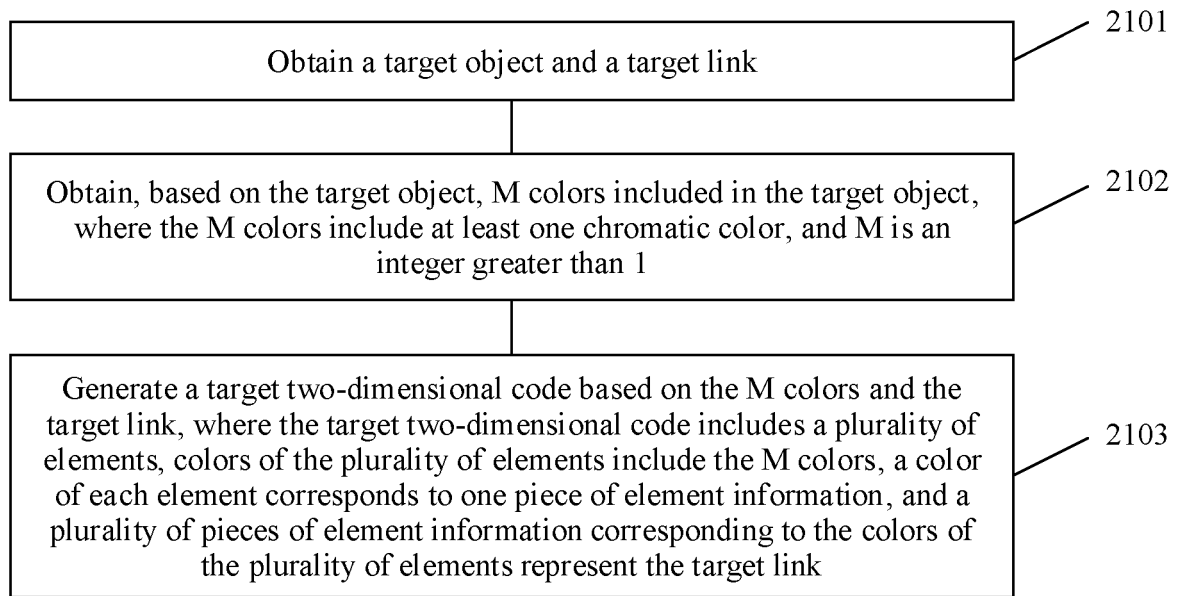 2101
Obtain a target object and a target link
2102
Obtain, based on the target object, M colors included in the target object,
where the M colors include at least one chromatic color, and M is an
integer greater than 1
2103
Generate a target two-dimensional code based on the M colors and the
target link, where the target two-dimensional code includes a plurality of
elements, colors of the plurality of elements include the M colors, a color
of each element corresponds to one piece of element information, and a
plurality of pieces of element information corresponding to the colors of
the plurality of elements represent the target link